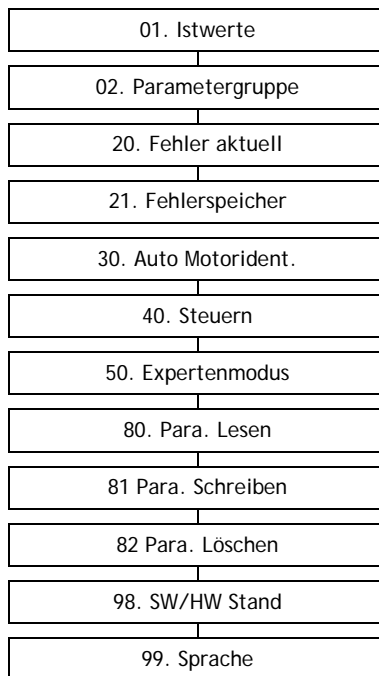 01. Istwerte
02. Parametergruppe
20. Fehler aktuell
21. Fehlerspeicher
30. Auto Motorident.
40. Steuern
50. Expertenmodus
80. Para. Lesen
81 Para. Schreiben
82 Para. Löschen
98. SW/HW Stand
99. Sprache